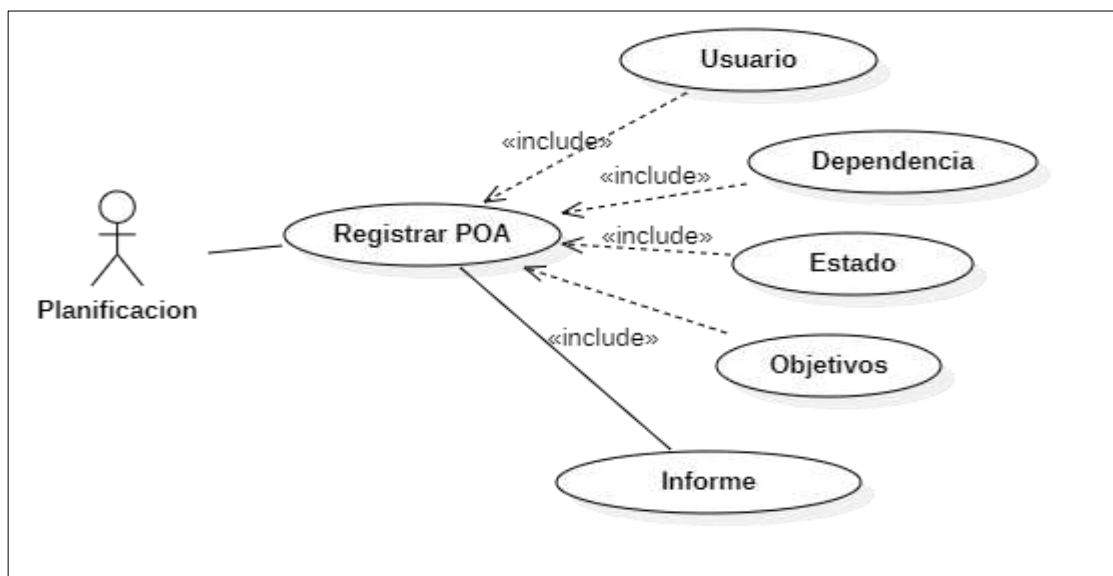 Usuario
«include»
Dependencia
«include»
Registrar POA
«include»
Estado
Planificacion
«include»
Objetivos
Informe